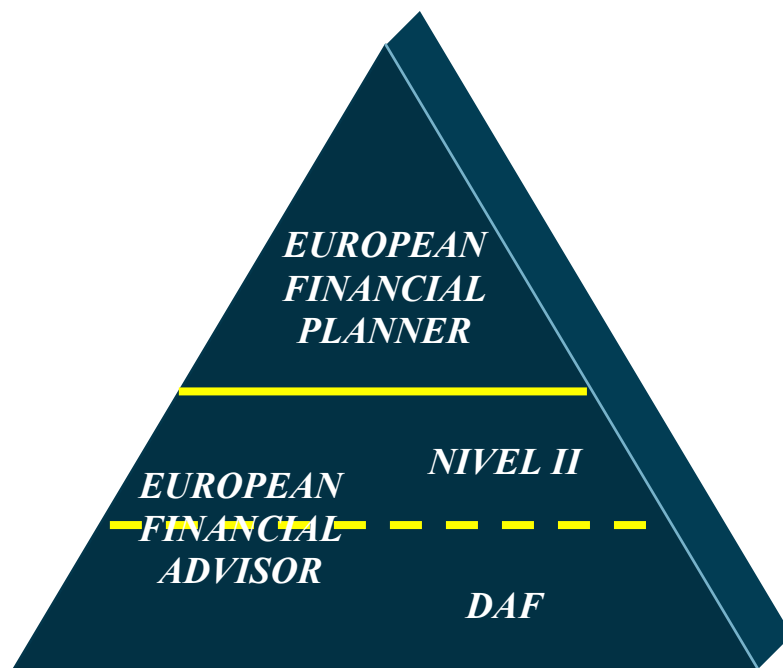 EUROPEAN
FINANCIAL
PLANNER
NIVEL II
EUROPEAN
FINANCIAL
ADVISOR
DAF